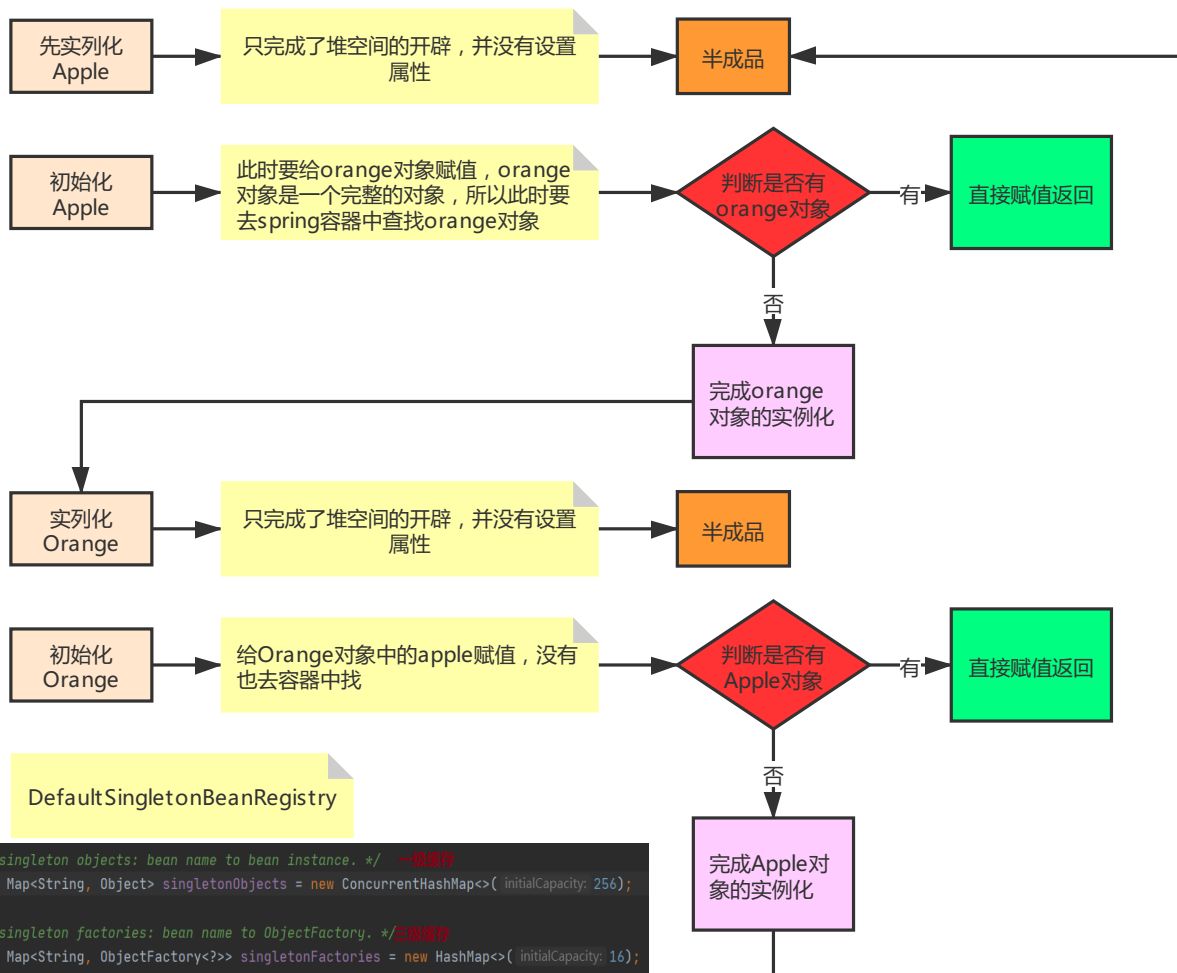 先实列化
Apple
只完成了堆空间的开辟，并没有设置
属性
半成品
初始化
Apple
此时要给orange对象赋值，orange
对象是一个完整的对象，所以此时要
去spring容器中查找orange对象
判断是否有
orange对象
有
直接赋值返回
否
完成orange
对象的实例化
实列化
Orange
只完成了堆空间的开辟，并没有设置
属性
半成品
初始化
Orange
给Orange对象中的apple赋值，没有
也去容器中找
判断是否有
Apple对象
有
直接赋值返回
否
完成Apple对
象的实例化
DefaultSingletonBeanRegistry
singleton objects: bean name to bean instance. */ 一级缓存
Map<String, Object> singletonObjects = new ConcurrentHashMap<>( initialCapacity: 256);
singleton factories: bean name to ObjectFactory. */三级缓存
Map<String, ObjectFactory<?>> singletonFactories = new HashMap<>( initialCapacity: 16);